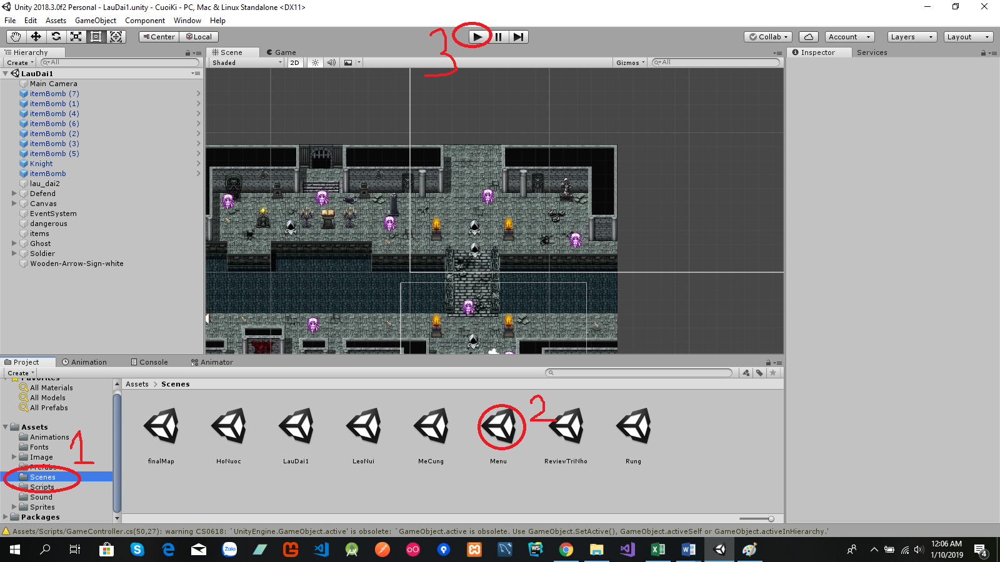 Unity 2018.3.0f2 Personal - LauDai1.unity - CuoiKi - PC, Mac & Linux Standalone <DX11>
File Edit Assets GameObject Component Window Help
Center Local
3
Collab Account Layers Layout
Hierarchy
Create All
LauDai1
Main Camera
itemBomb (7)
itemBomb (1)
itemBomb (4)
itemBomb (6)
itemBomb (2)
itemBomb (3)
itemBomb (5)
Knight
itemBomb
lau_dai2
Defend
Canvas
EventSystem
dangerous
items
Ghost
Soldier
Wooden-Arrow-Sign-white
Scene Game
Shaded 2D Gizmos All
Inspector Services
Project Animation Console Animator
Create
Favorites
All Materials
All Models
All Prefabs
Assets
Animations
Fonts
Image
Prefabs
Scenes
Scripts
Sound
Sprites
Packages
1
Assets > Scenes
2
finalMap HoNuoc LauDai1 LeoNui MeCung Menu ReviewTriNho Rung
Assets/Scripts/GameController.cs(50,27): warning CS0618: `UnityEngine.GameObject.active' is obsolete: `GameObject.active is obsolete. Use GameObject.SetActive(), GameObject.activeSelf or GameObject.activeInHierarchy.'
Zalo
WS
12:06 AM
1/10/2019
4